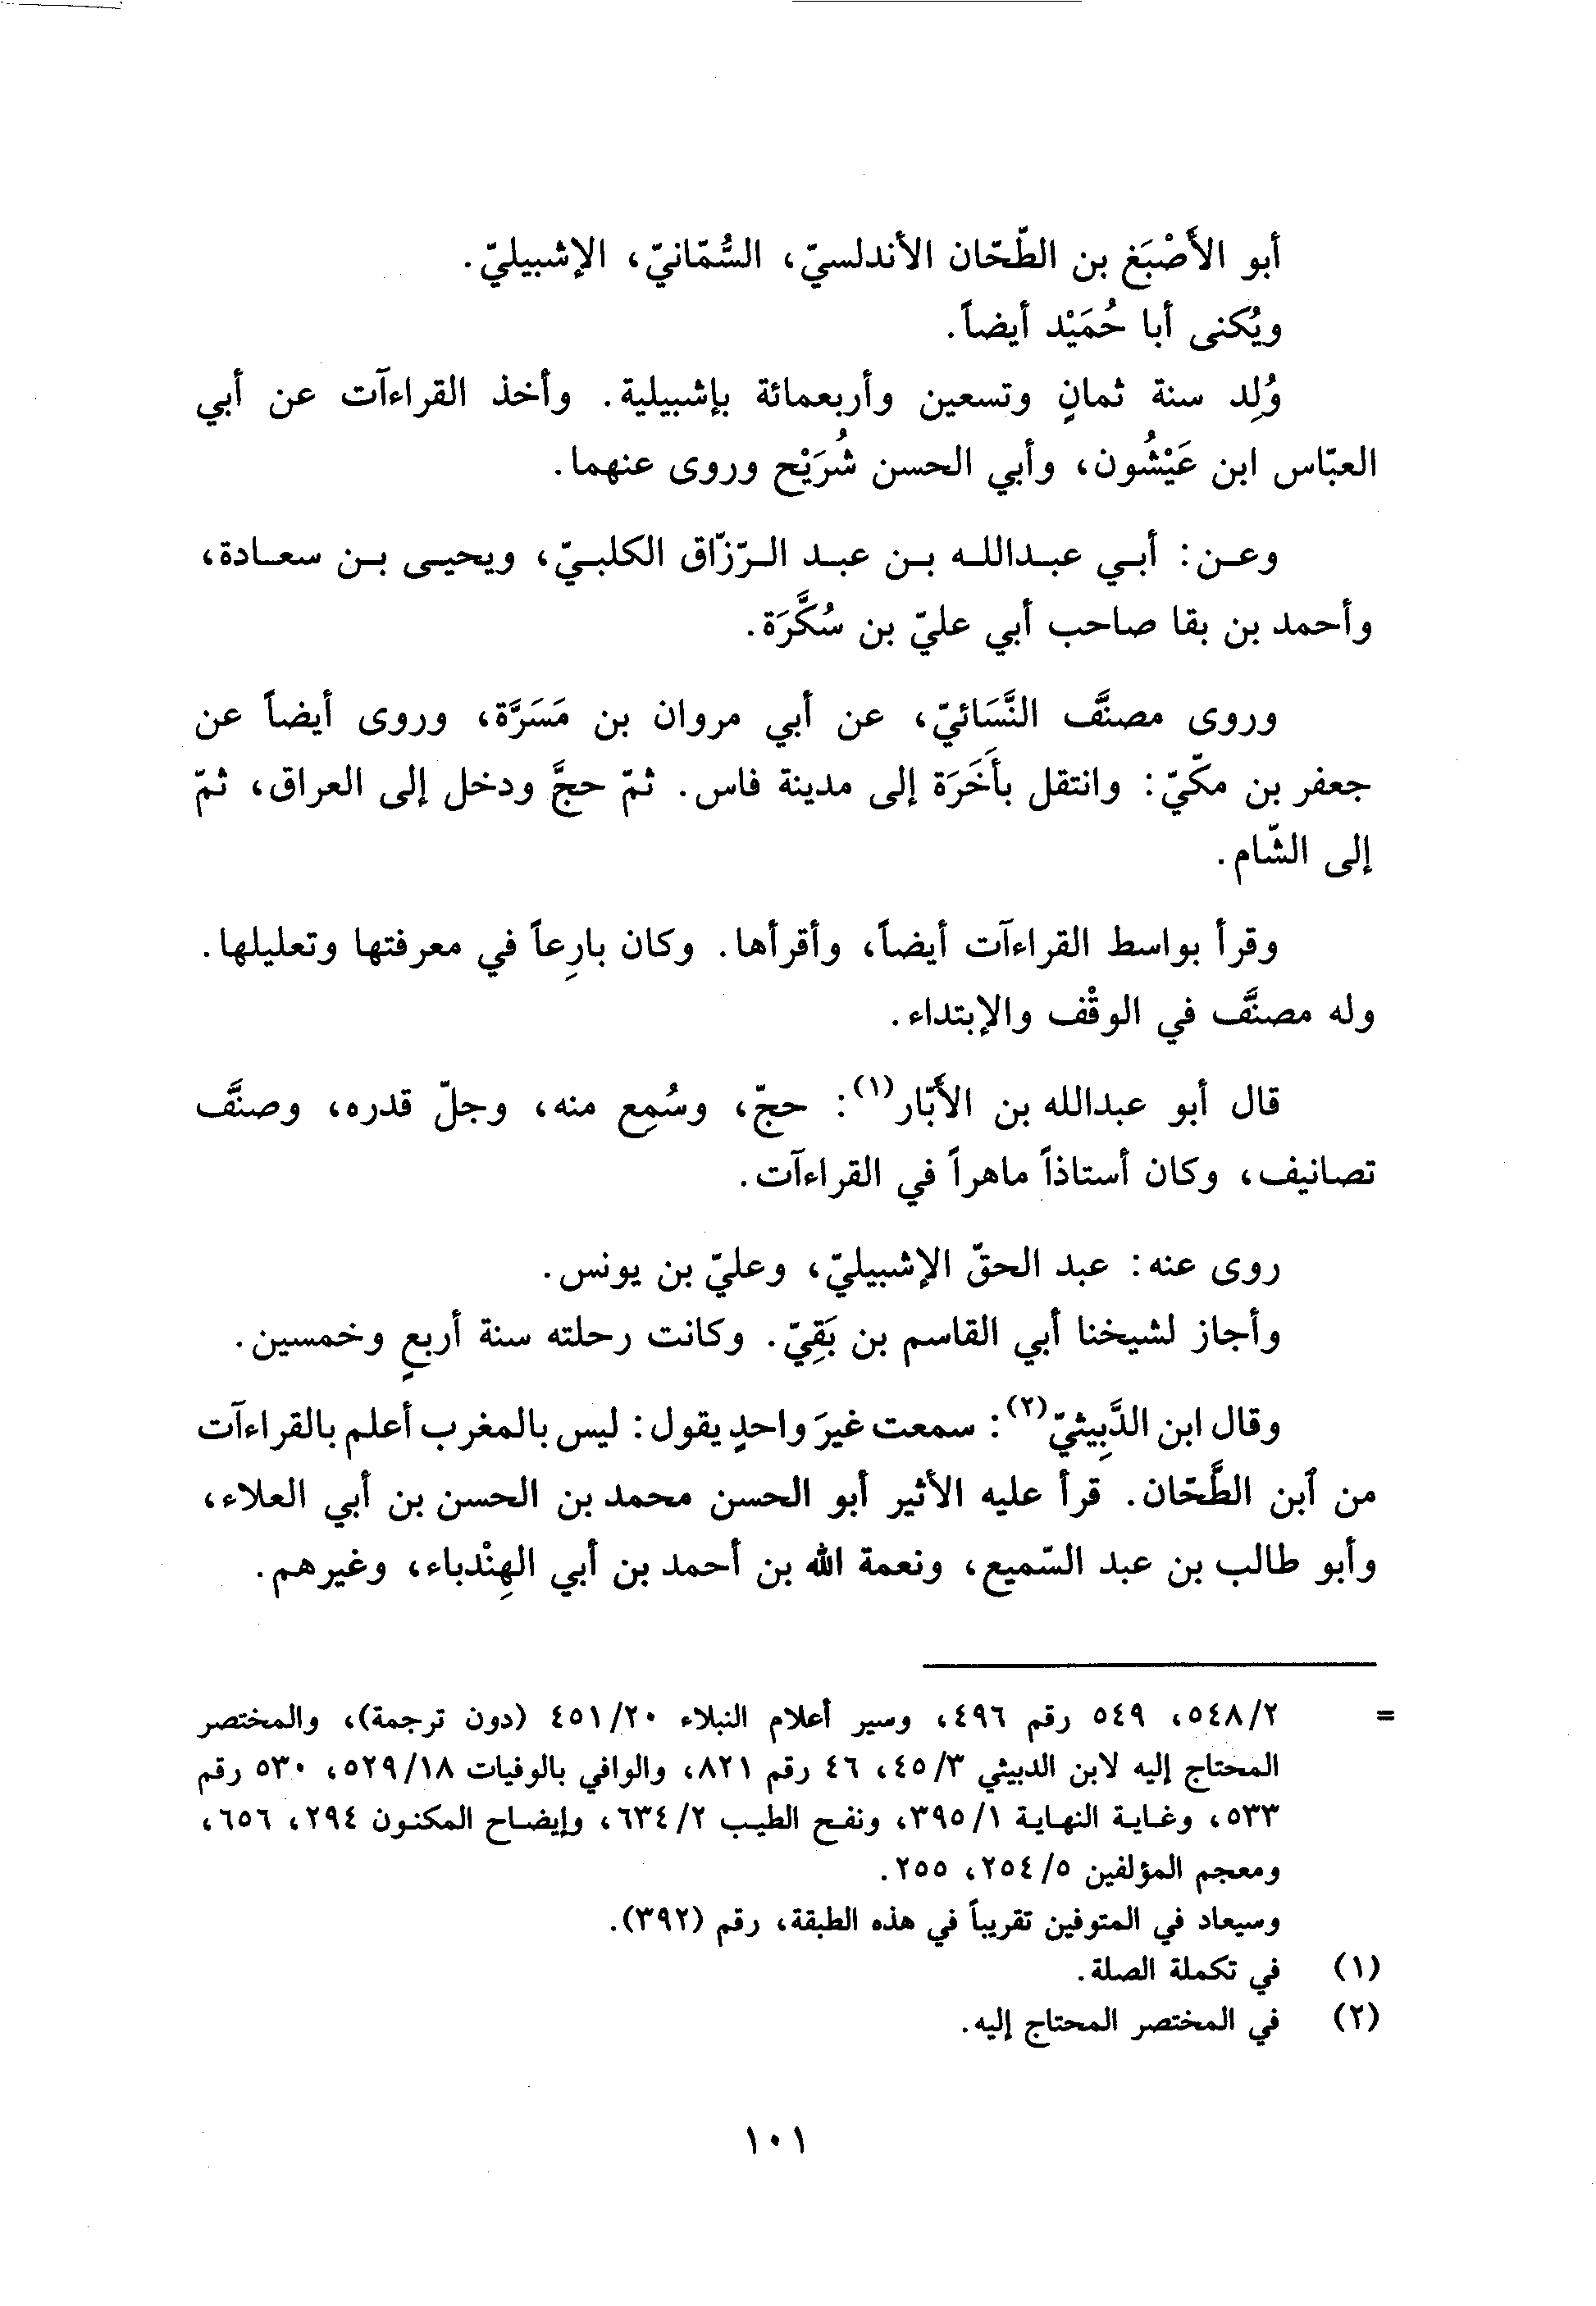 أبو الأَصْبَغ بن الطّحّان الأندلسيّ، السُّمّانيّ، الإشبيليّ.
ويُكنى أبا حُمَيْد أيضاً.
وُلِد سنة ثمانٍ وتسعين وأربعمائة بإشبيلية. وأخذ القراءآت عن أبي
العبّاس ابن عَيْشُون، وأبي الحسن شُرَيْح وروى عنهما.
وعن: أبي عبدالله بن عبد الرّزّاق الكلبيّ، ويحيى بن سعادة،
وأحمد بن بقا صاحب أبي عليّ بن سُكَّرَة.
وروى مصنَّف النَّسَائيّ، عن أبي مروان بن مَسَرَّة، وروى أيضاً عن
جعفر بن مكّيّ: وانتقل بأَخَرَة إلى مدينة فاس. ثمّ حجَّ ودخل إلى العراق، ثمّ
إلى الشّام.
وقرأ بواسط القراءآت أيضاً، وأقرأها. وكان بارِعاً في معرفتها وتعليلها.
وله مصنَّف في الوقْف والإبتداء.
قال أبو عبدالله بن الأَبّار(١): حجّ، وسُمِع منه، وجلّ قدره، وصنَّف
تصانيف، وكان أستاذاً ماهراً في القراءآت.
روى عنه: عبد الحقّ الإشبيليّ، وعليّ بن يونس.
وأجاز لشيخنا أبي القاسم بن بَقِيّ. وكانت رحلته سنة أربعٍ وخمسين.
وقال ابن الدَّبِيثيّ(٢): سمعت غيرَ واحدٍ يقول: ليس بالمغرب أعلم بالقراءآت
من اَبن الطَّحّان. قرأ عليه الأثير أبو الحسن محمد بن الحسن بن أبي العلاء،
وأبو طالب بن عبد السّميع، ونعمة الله بن أحمد بن أبي الهِنْدباء، وغيرهم.
= ٥٤٨/٢، ٥٤٩ رقم ٤٩٦، وسير أعلام النبلاء ٤٥١/٢٠ (دون ترجمة)، والمختصر
المحتاج إليه لابن الدبيثي ٤٥/٣، ٤٦ رقم ٨٢١، والوافي بالوفيات ٥٢٩/١٨، ٥٣٠ رقم
٥٣٣، وغاية النهاية ٣٩٥/١، ونفح الطيب ٦٣٤/٢، وإيضاح المكنون ٢٩٤، ٦٥٦،
ومعجم المؤلفين ٢٥٤/٥، ٢٥٥.
وسيعاد في المتوفين تقريباً في هذه الطبقة، رقم (٣٩٢).
(١) في تكملة الصلة.
(٢) في المختصر المحتاج إليه.
١٠١